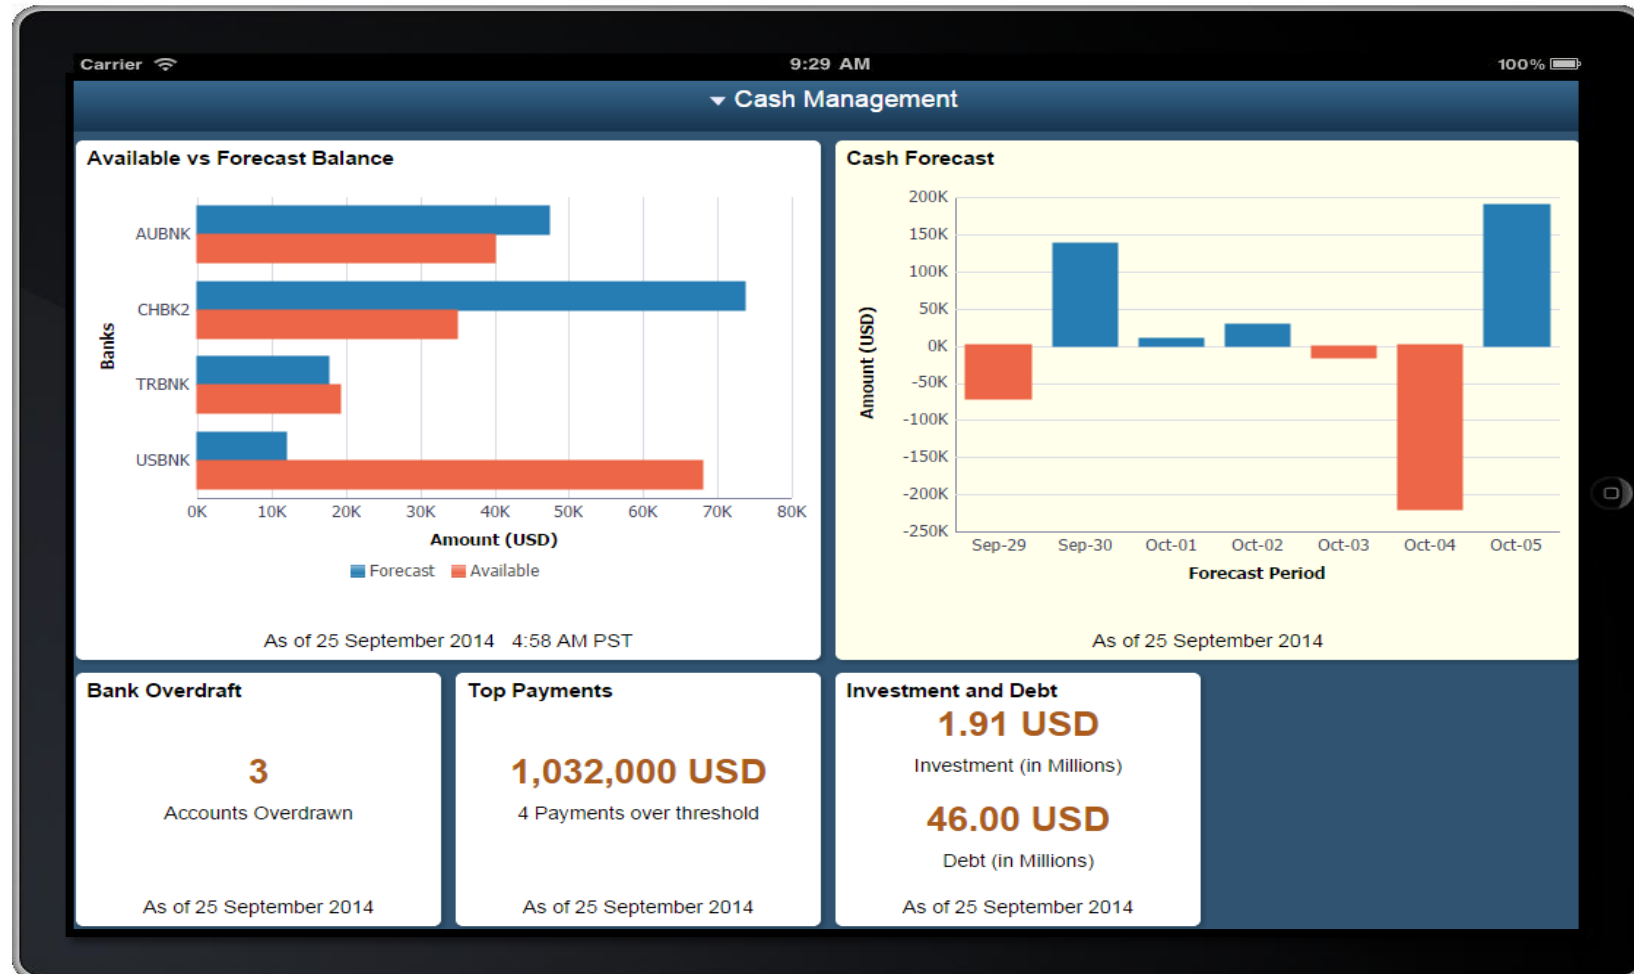 Carrier
9:29 AM
100%
Cash Management
Available vs Forecast Balance
AUBNK
CHBK2
TRBNK
USBNK
Banks
0K 10K 20K 30K 40K 50K 60K 70K 80K
Amount (USD)
Forecast Available
As of 25 September 2014 4:58 AM PST
Cash Forecast
200K
150K
100K
50K
0K
-50K
-100K
-150K
-200K
-250K
Amount (USD)
Sep-29 Sep-30 Oct-01 Oct-02 Oct-03 Oct-04 Oct-05
Forecast Period
As of 25 September 2014
Bank Overdraft
3
Accounts Overdrawn
As of 25 September 2014
Top Payments
1,032,000 USD
4 Payments over threshold
As of 25 September 2014
Investment and Debt
1.91 USD
Investment (in Millions)
46.00 USD
Debt (in Millions)
As of 25 September 2014